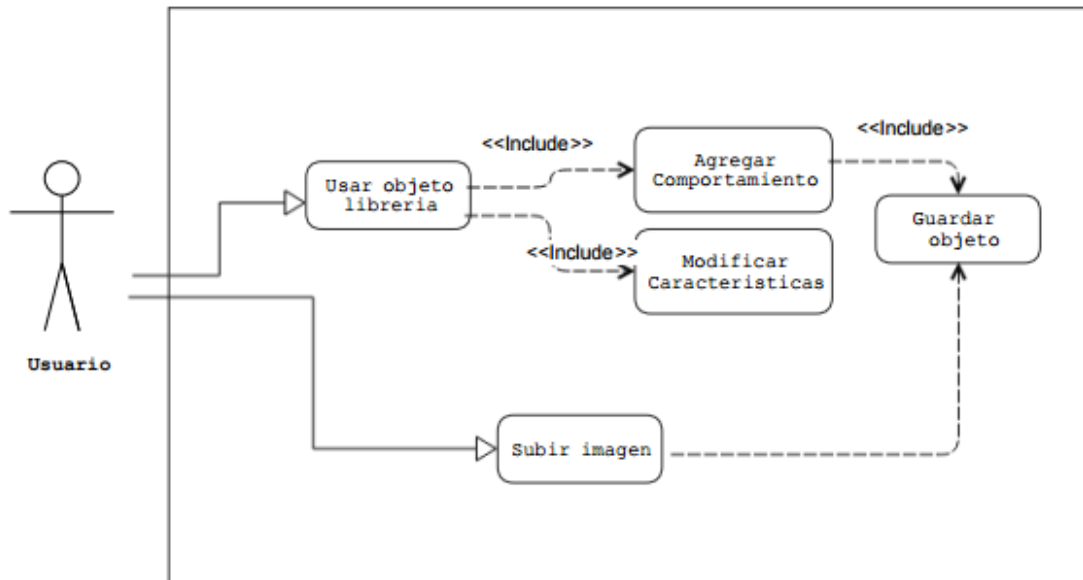 <<Include>>
<<Include>>
Agregar
Comportamiento
Usar objeto
libreria
Guardar
objeto
<<Include>>
Modificar
Caracteristicas
Usuario
Subir imagen